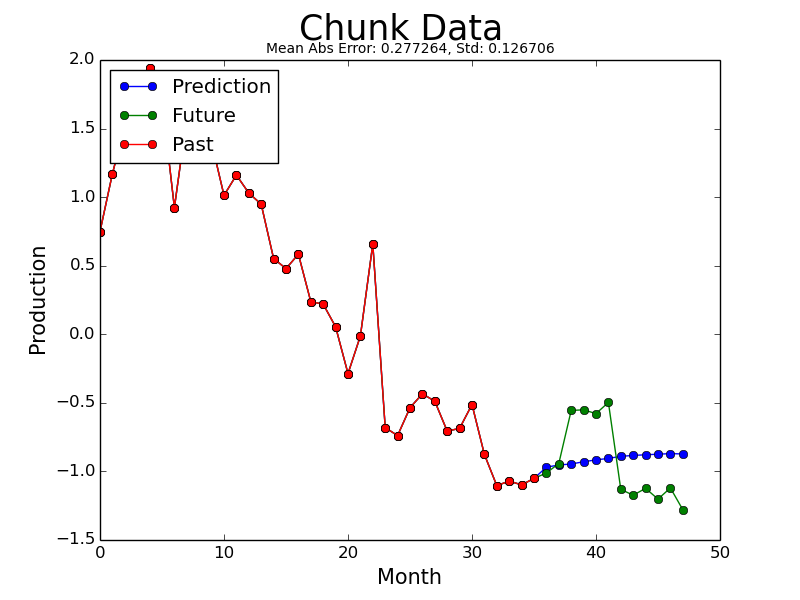 Chunk Data
Mean Abs Error: 0.277264, Std: 0.126706
Prediction
Future
Past
Production
2.0
1.5
1.0
0.5
0.0
−0.5
−1.0
−1.5
0 10 20 30 40 50
Month